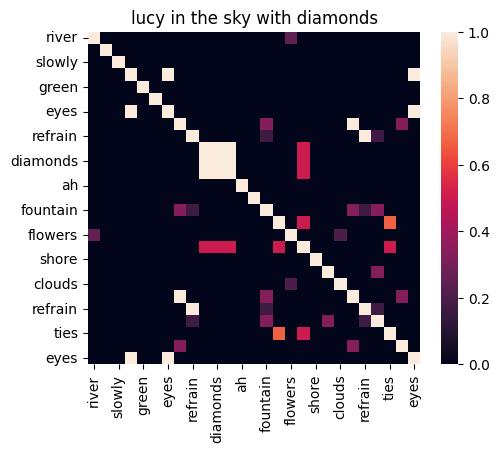 lucy in the sky with diamonds
river
slowly
green
eyes
refrain
diamonds
ah
fountain
flowers
shore
clouds
refrain
ties
eyes
river
slowly
green
eyes
refrain
diamonds
ah
fountain
flowers
shore
clouds
refrain
ties
eyes
1.0
0.8
0.6
0.4
0.2
0.0